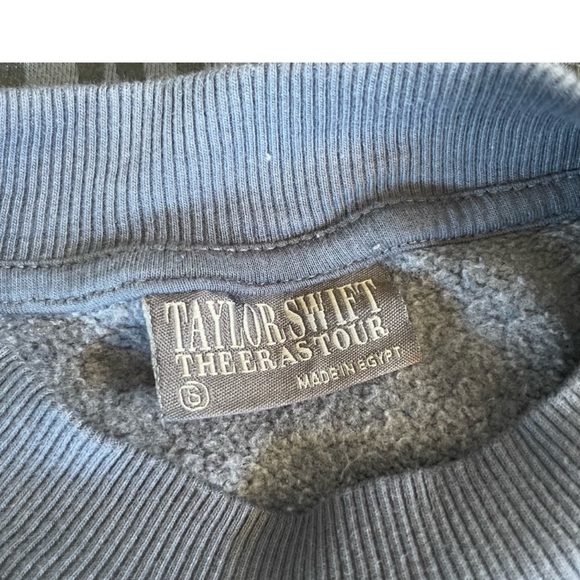 TAYLOR SWIFT
THE ERAS TOUR
S MADE IN EGYPT